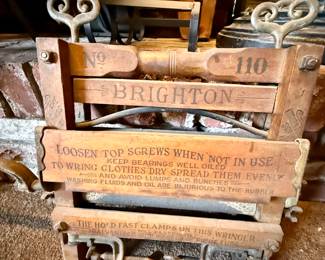 No 110
BRIGHTON
LOOSEN TOP SCREWS WHEN NOT IN USE
KEEP BEARINGS WELL OILED
TO WRING CLOTHES DRY SPREAD THEM EVEN
AND AVOID LUMPS AND BUNCHES
WASHING FLUIDS AND OIL ARE INJURIOUS TO THE RUBBER
THE HOLD FAST CLAMPS ON THIS WRINGER